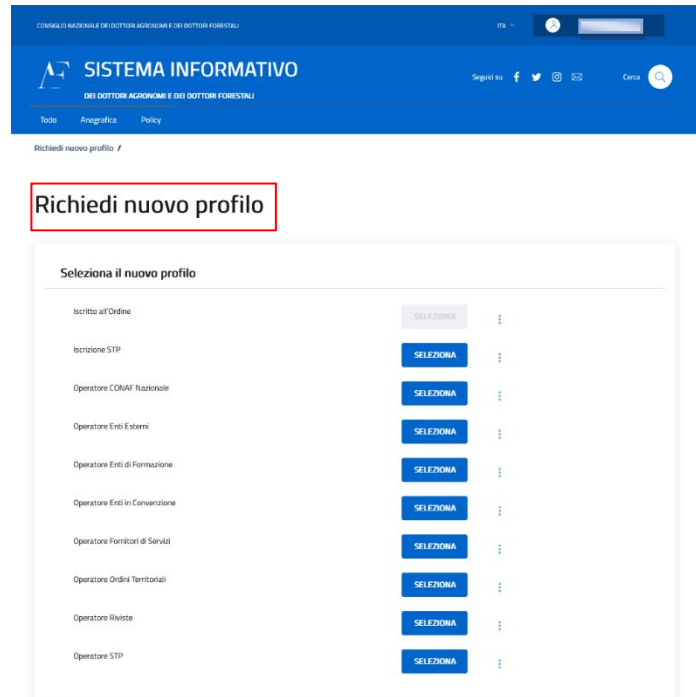 CONSIGLIO NAZIONALE DEI DOTTORI AGRONOMI E DEI DOTTORI FORESTALI
ITA
SISTEMA INFORMATIVO
DEI DOTTORI AGRONOMI E DEI DOTTORI FORESTALI
Seguici su
Cerca
Todo Anagrafica Policy
Richiedi nuovo profilo /
Richiedi nuovo profilo
Seleziona il nuovo profilo
Iscritto all'Ordine SELEZIONA
Iscrizione STP SELEZIONA
Operatore CONAF Nazionale SELEZIONA
Operatore Enti Esterni SELEZIONA
Operatore Enti di Formazione SELEZIONA
Operatore Enti in Convenzione SELEZIONA
Operatore Fornitori di Servizi SELEZIONA
Operatore Ordini Territoriali SELEZIONA
Operatore Riviste SELEZIONA
Operatore STP SELEZIONA